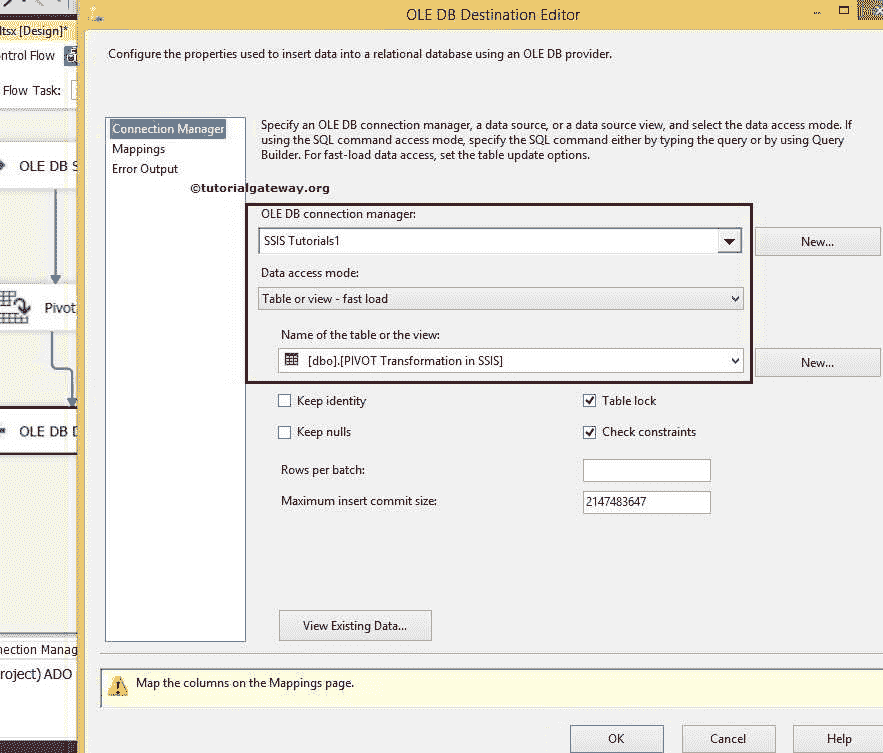 OLE DB Destination Editor
ltsx [Design]*
ontrol Flow
Flow Task:
OLE DB S
Pivot
OLE DB D
nection Manag
roject) ADO
Configure the properties used to insert data into a relational database using an OLE DB provider.
Connection Manager
Mappings
Error Output
Specify an OLE DB connection manager, a data source, or a data source view, and select the data access mode. If
using the SQL command access mode, specify the SQL command either by typing the query or by using Query
Builder. For fast-load data access, set the table update options.
©tutorialgateway.org
OLE DB connection manager:
SSIS Tutorials1
New...
Data access mode:
Table or view - fast load
Name of the table or the view:
[dbo].[PIVOT Transformation in SSIS]
New...
Keep identity
Table lock
Keep nulls
Check constraints
Rows per batch:
Maximum insert commit size:
2147483647
View Existing Data...
Map the columns on the Mappings page.
OK
Cancel
Help